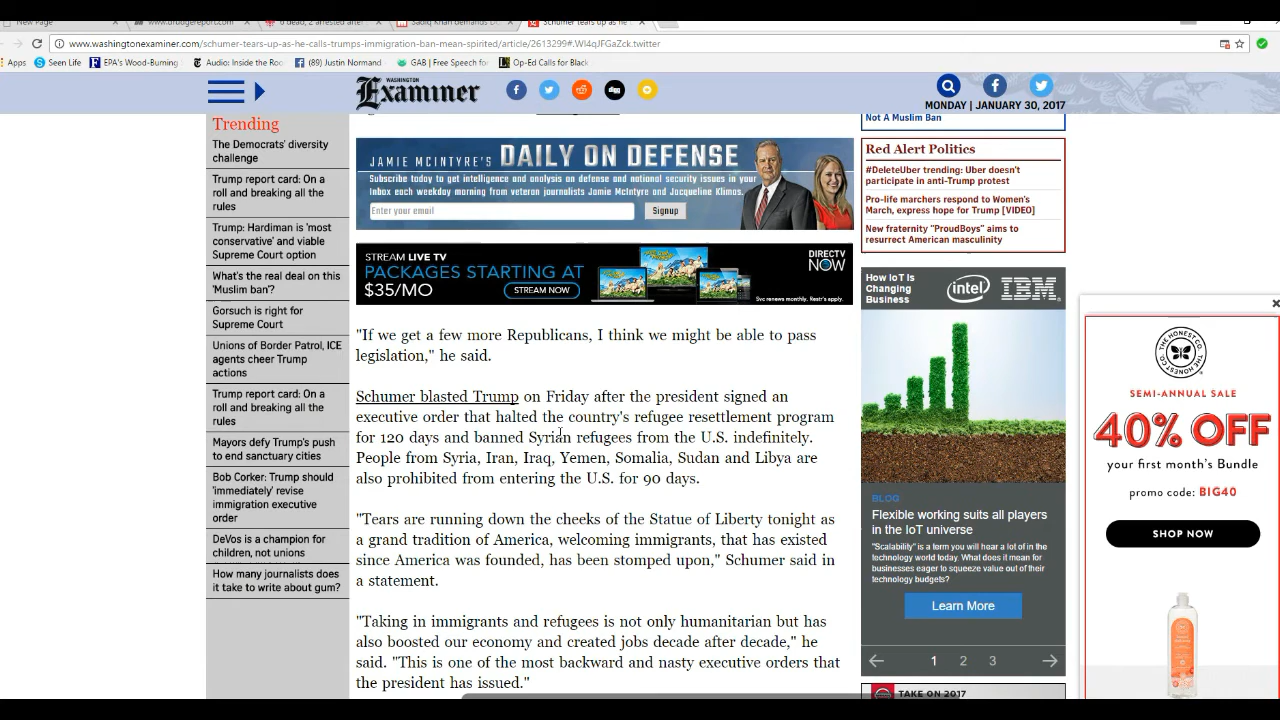 New Page
www.drudgereport.com
6 dead, 2 arrested after
Sadiq Khan demands D
Schumer tears up as he
www.washingtonexaminer.com/schumer-tears-up-as-he-calls-trumps-immigration-ban-mean-spirited/article/2613299#.WI4qJFGaZck.twitter
Apps
Seen Life
EPA's Wood-Burning
Audio: Inside the Ro
(89) Justin Normand
GAB | Free Speech fo
Op-Ed Calls for Black
WASHINGTON
Examiner
MONDAY | JANUARY 30, 2017
Trending
The Democrats' diversity
challenge
Trump report card: On a
roll and breaking all the
rules
Trump: Hardiman is 'most
conservative' and viable
Supreme Court option
What's the real deal on this
'Muslim ban'?
Gorsuch is right for
Supreme Court
Unions of Border Patrol, ICE
agents cheer Trump
actions
Trump report card: On a
roll and breaking all the
rules
Mayors defy Trump's push
to end sanctuary cities
Bob Corker: Trump should
'immediately' revise
immigration executive
order
DeVos is a champion for
children, not unions
How many journalists does
it take to write about gum?
JAMIE MCINTYRE'S DAILY ON DEFENSE
Subscribe today to get intelligence and analysis on defense and national security issues in your
Inbox each weekday morning from veteran journalists Jamie McIntyre and Jacqueline Klimas.
Enter your email
Signup
STREAM LIVE TV
PACKAGES STARTING AT
$35/MO
STREAM NOW
DIRECTV
NOW
Svc renews monthly. Restr's apply.
"If we get a few more Republicans, I think we might be able to pass
legislation," he said.
Schumer blasted Trump on Friday after the president signed an
executive order that halted the country's refugee resettlement program
for 120 days and banned Syrian refugees from the U.S. indefinitely.
People from Syria, Iran, Iraq, Yemen, Somalia, Sudan and Libya are
also prohibited from entering the U.S. for 90 days.
"Tears are running down the cheeks of the Statue of Liberty tonight as
a grand tradition of America, welcoming immigrants, that has existed
since America was founded, has been stomped upon," Schumer said in
a statement.
"Taking in immigrants and refugees is not only humanitarian but has
also boosted our economy and created jobs decade after decade," he
said. "This is one of the most backward and nasty executive orders that
the president has issued."
Not A Muslim Ban
Red Alert Politics
#DeleteUber trending: Uber doesn't
participate in anti-Trump protest
Pro-life marchers respond to Women's
March, express hope for Trump [VIDEO]
New fraternity "ProudBoys" aims to
resurrect American masculinity
How IoT Is
Changing
Business
intel
IBM
BLOG
Flexible working suits all players
in the IoT universe
"Scalability" is a term you will hear a lot of in the
technology world today. What does it mean for
businesses eager to squeeze value out of their
technology budgets?
Learn More
1 2 3
TAKE ON 2017
THE HONEST CO.
SEMI-ANNUAL SALE
40% OFF
your first month's Bundle
promo code: BIG40
SHOP NOW